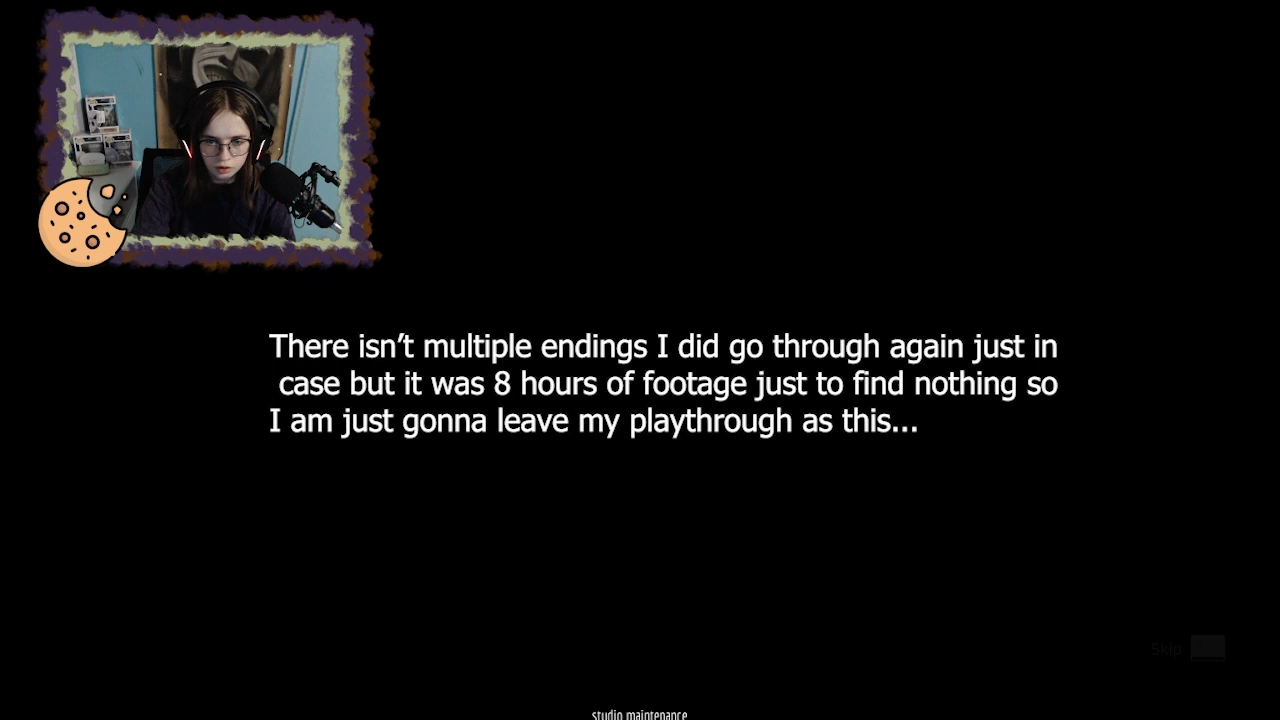 There isn’t multiple endings I did go through again just in
case but it was 8 hours of footage just to find nothing so
I am just gonna leave my playthrough as this...
Skip
studio maintenance